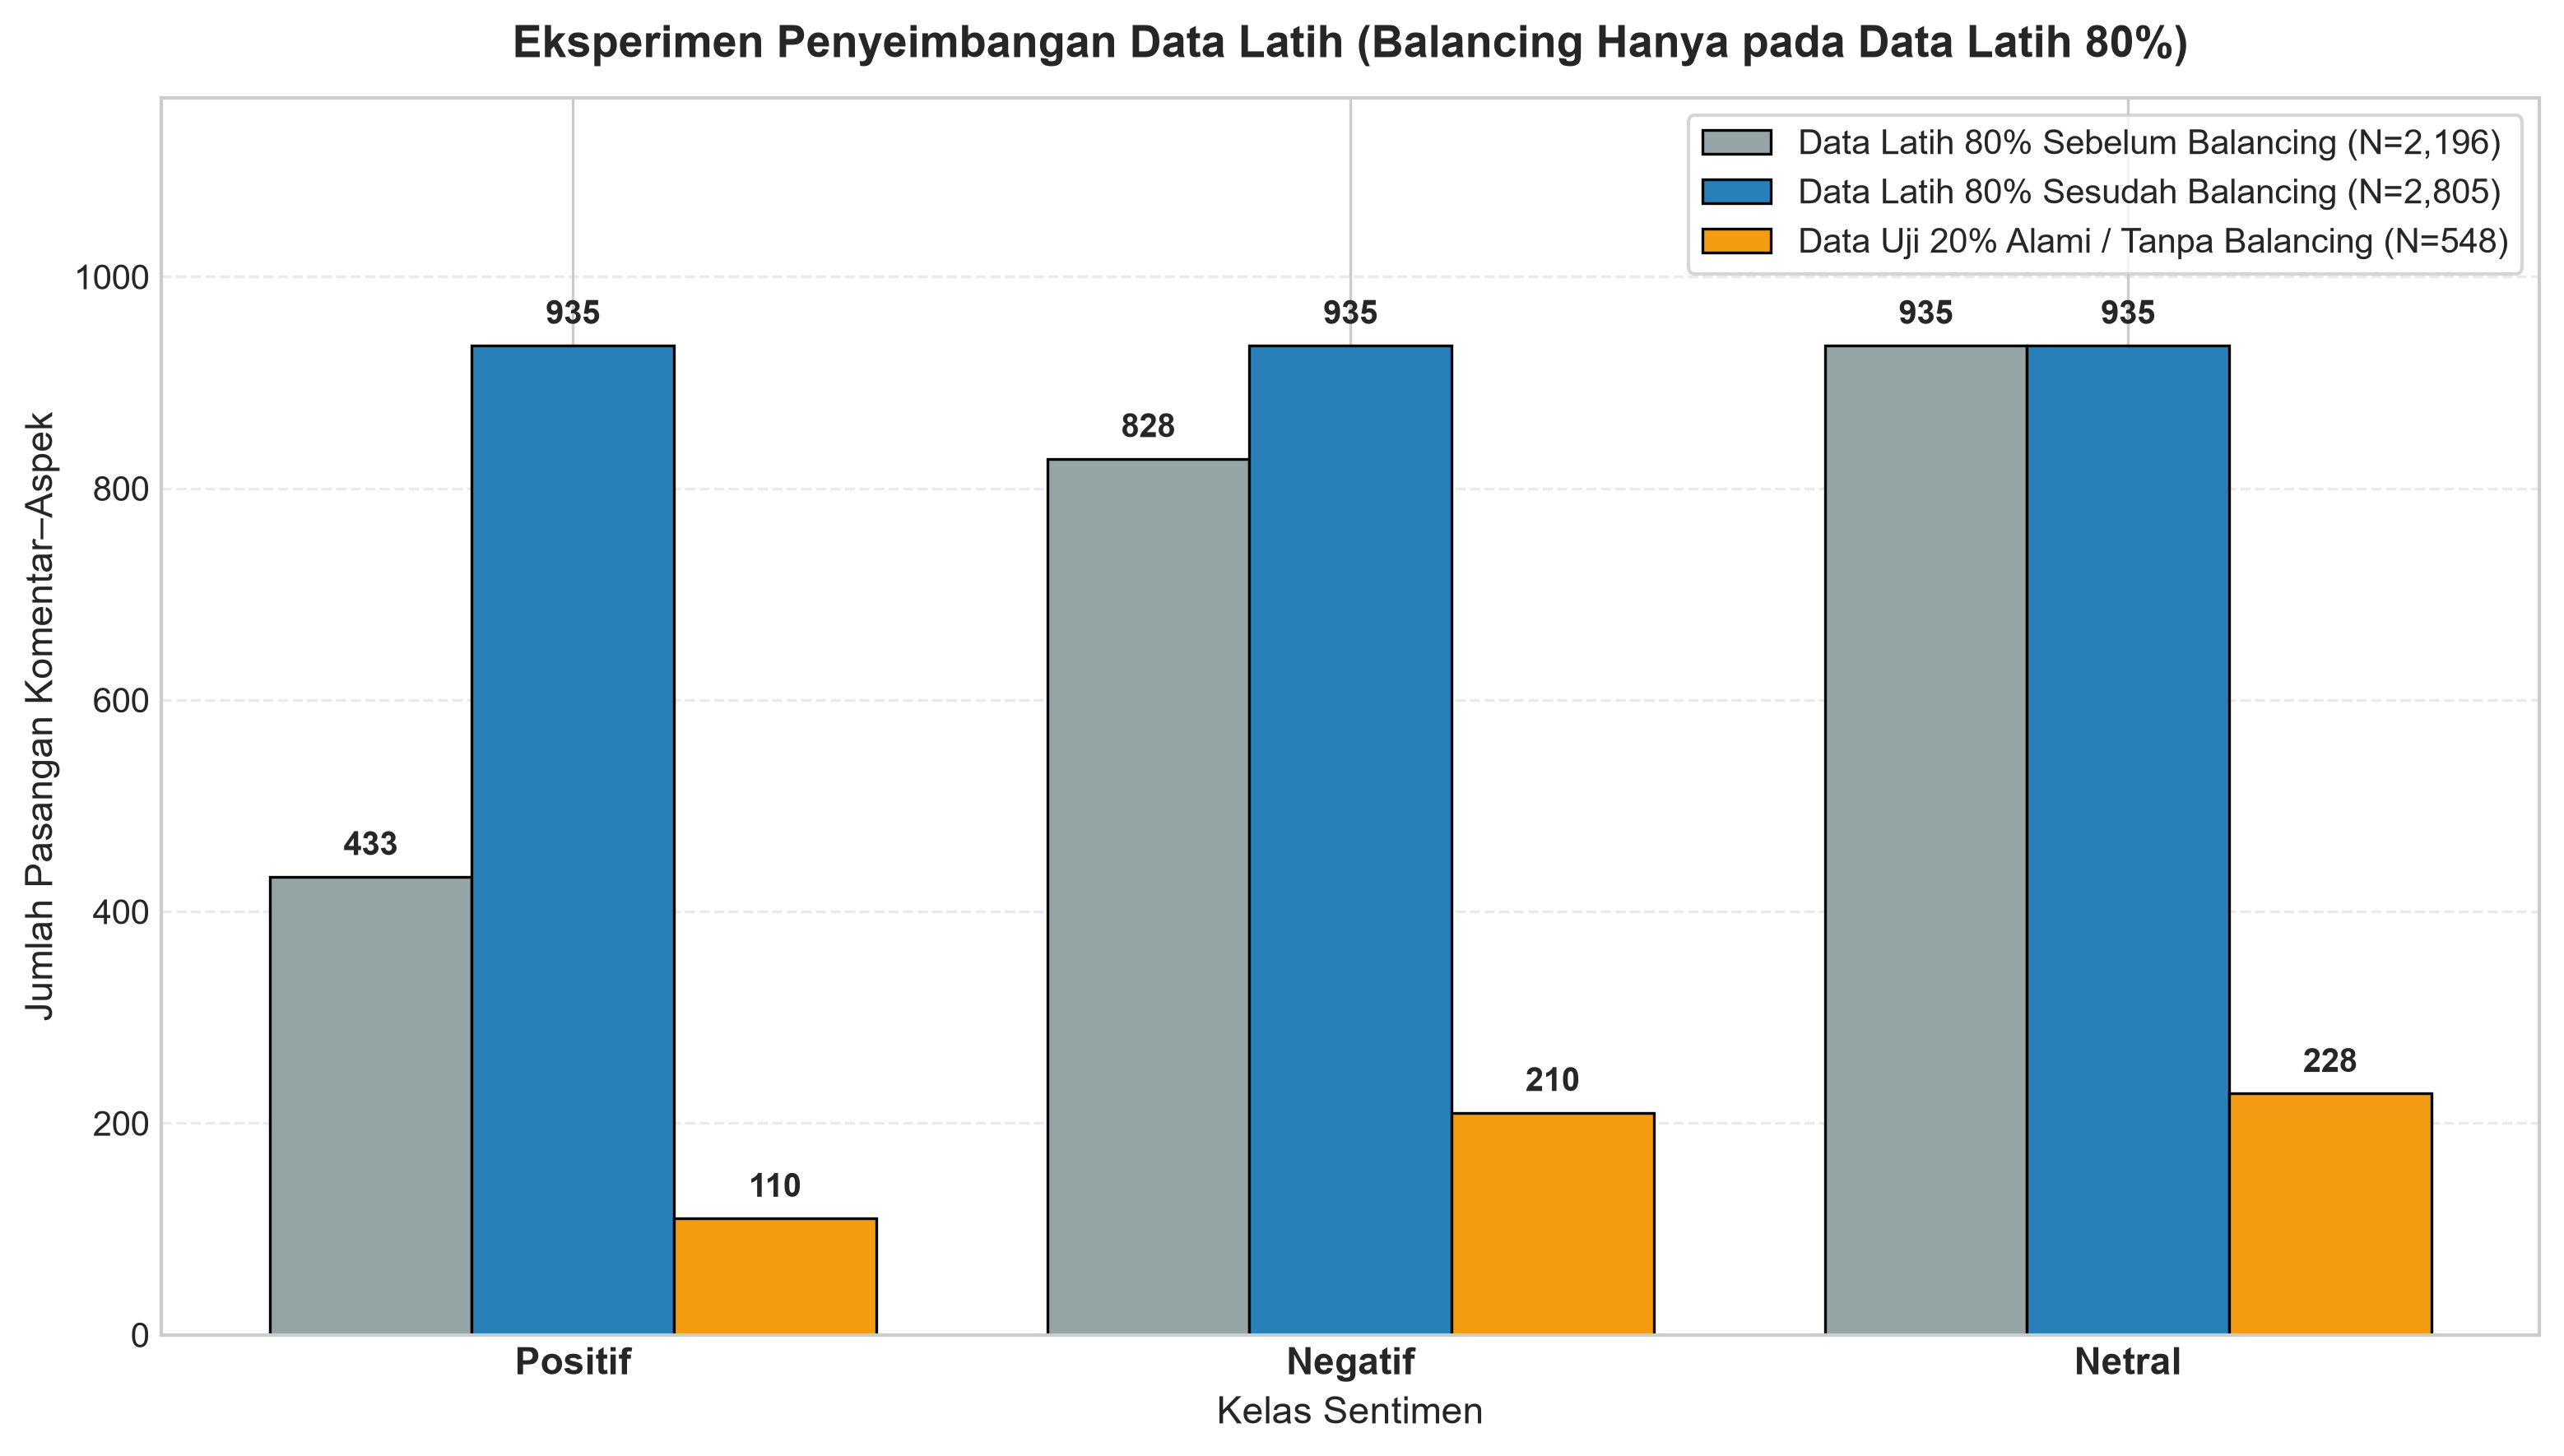 Eksperimen Penyeimbangan Data Latih (Balancing Hanya pada Data Latih 80%)
Data Latih 80% Sebelum Balancing (N=2,196)
Data Latih 80% Sesudah Balancing (N=2,805)
Data Uji 20% Alami / Tanpa Balancing (N=548)
Jumlah Pasangan Komentar–Aspek
1000
800
600
400
200
0
433
935
110
828
935
210
935
935
228
Positif
Negatif
Netral
Kelas Sentimen